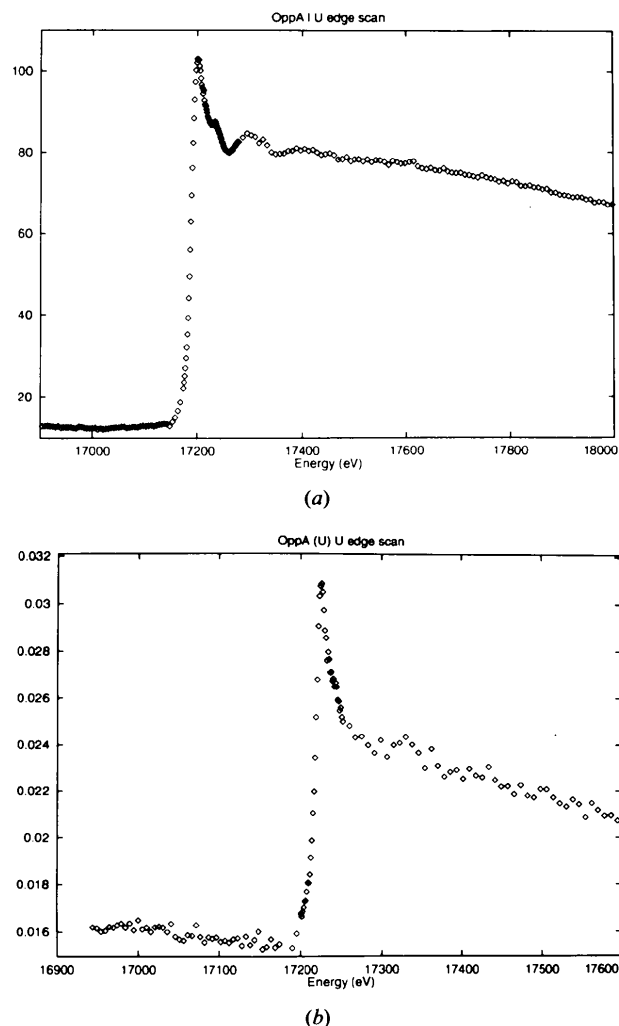 OppA I U edge scan
100
80
60
40
20
17000 17200 17400 17600 17800 18000
Energy (eV)
(a)
OppA (U) U edge scan
0.032
0.03
0.028
0.026
0.024
0.022
0.02
0.018
0.016
16900 17000 17100 17200 17300 17400 17500 17600
Energy (eV)
(b)